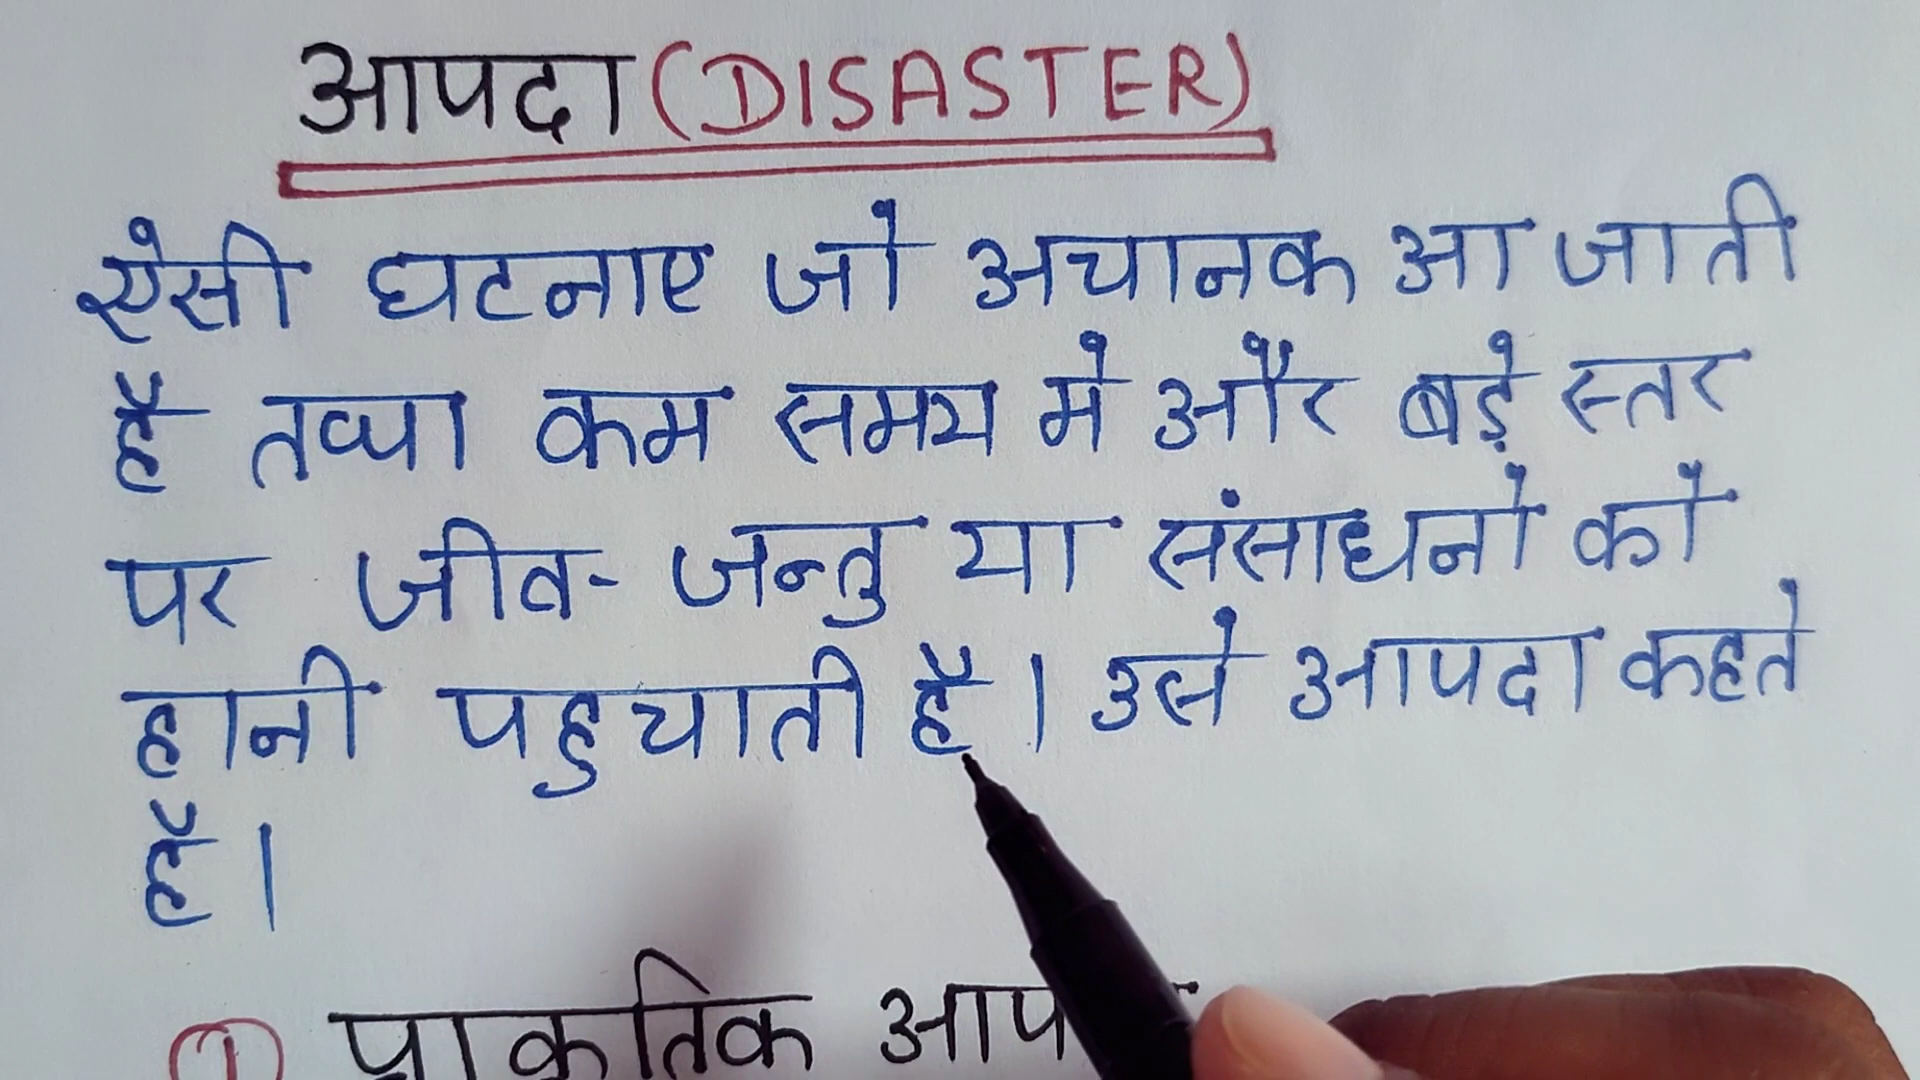 आपदा (DISASTER)
ऐसी घटनाए जो अचानक आ जाती
है तथा कम समय मे और बड़े स्तर
पर जीव-जन्तु या संसाधनो को
हानी पहुचाती है। उसे आपदा कहते
है।
① प्राकृतिक